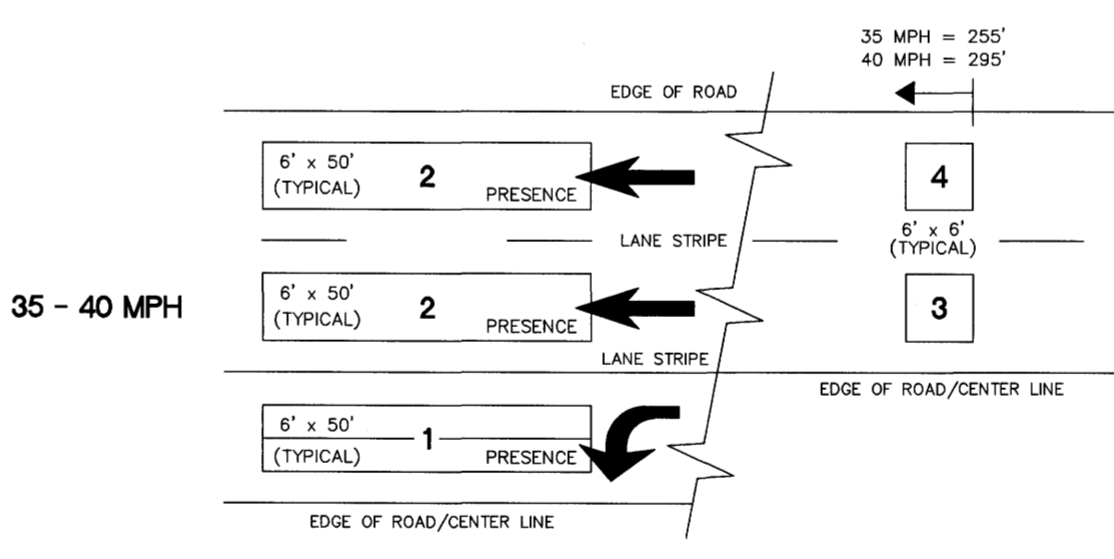 35 MPH = 255'
40 MPH = 295'
EDGE OF ROAD
6' x 50'
(TYPICAL)
2
PRESENCE
4
LANE STRIPE
6' x 6'
(TYPICAL)
35 - 40 MPH
6' x 50'
(TYPICAL)
2
PRESENCE
3
LANE STRIPE
EDGE OF ROAD/CENTER LINE
6' x 50'
(TYPICAL)
1
PRESENCE
EDGE OF ROAD/CENTER LINE